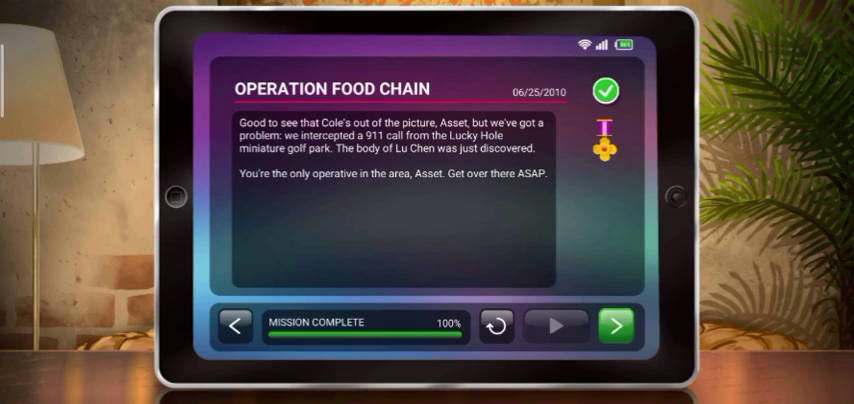 OPERATION FOOD CHAIN
06/25/2010
Good to see that Cole's out of the picture, Asset, but we've got a
problem: we intercepted a 911 call from the Lucky Hole
miniature golf park. The body of Lu Chen was just discovered.
You're the only operative in the area, Asset. Get over there ASAP.
MISSION COMPLETE
100%